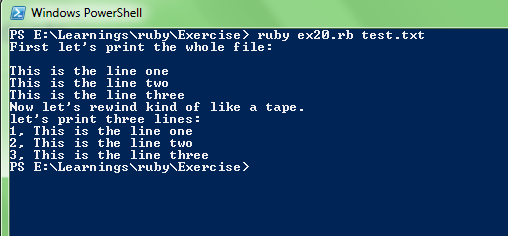 Windows PowerShell
PS E:\Learnings\ruby\Exercise> ruby ex20.rb test.txt
First let's print the whole file:
This is the line one
This is the line two
This is the line three
Now let's rewind kind of like a tape.
let's print three lines:
1, This is the line one
2, This is the line two
3, This is the line three
PS E:\Learnings\ruby\Exercise>